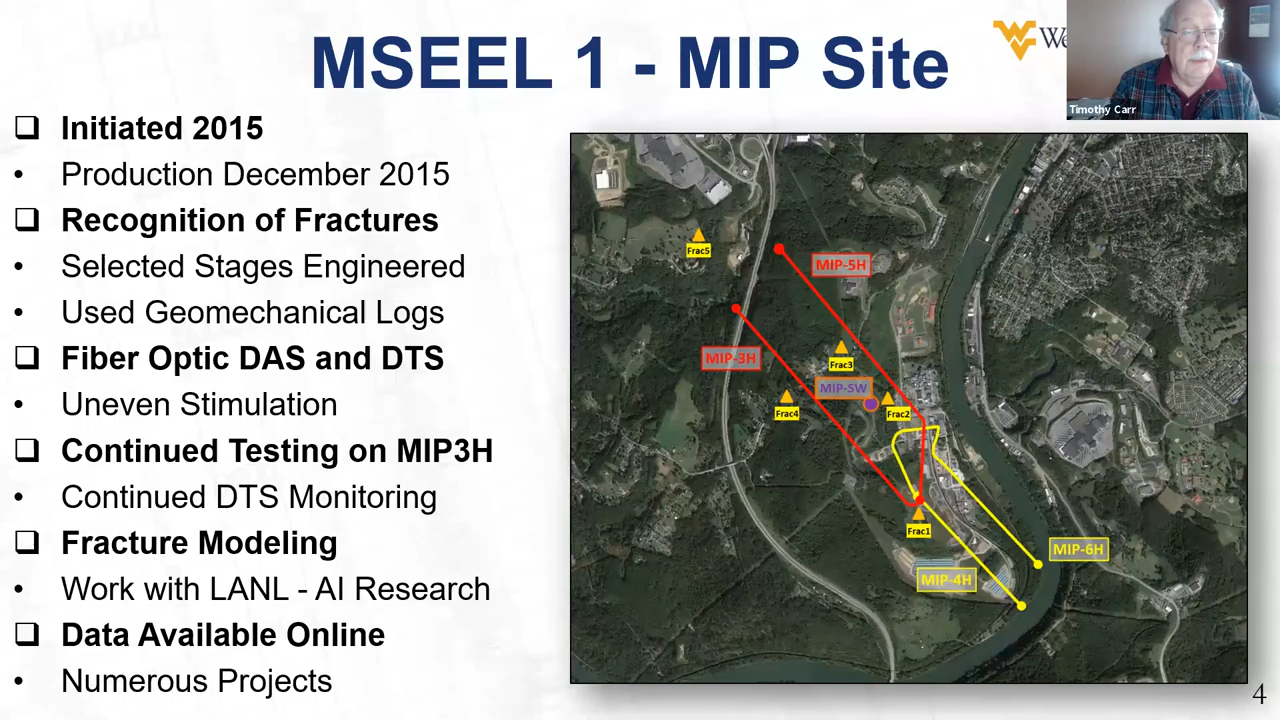 MSEEL 1 - MIP Site
We
Timothy Carr
❑ Initiated 2015
• Production December 2015
❑ Recognition of Fractures
• Selected Stages Engineered
• Used Geomechanical Logs
❑ Fiber Optic DAS and DTS
• Uneven Stimulation
❑ Continued Testing on MIP3H
• Continued DTS Monitoring
❑ Fracture Modeling
• Work with LANL - AI Research
❑ Data Available Online
• Numerous Projects
Frac5
MIP-5H
MIP-3H
Frac3
MIP-SW
Frac4
Frac2
Frac1
MIP-6H
MIP-4H
4